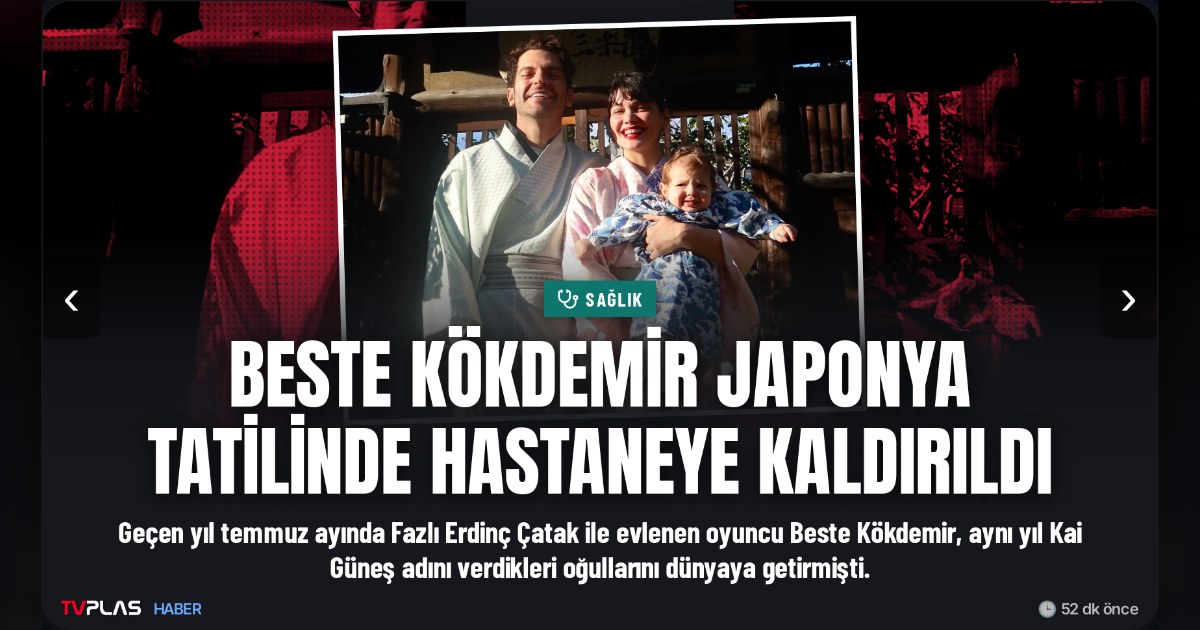 SAĞLIK
BESTE KÖKDEMİR JAPONYA
TATİLİNDE HASTANEYE KALDIRILDI
Geçen yıl temmuz ayında Fazlı Erdinç Çatak ile evlenen oyuncu Beste Kökdemir, aynı yıl Kai
Güneş adını verdikleri oğullarını dünyaya getirmişti.
TVPLAS HABER
52 dk önce